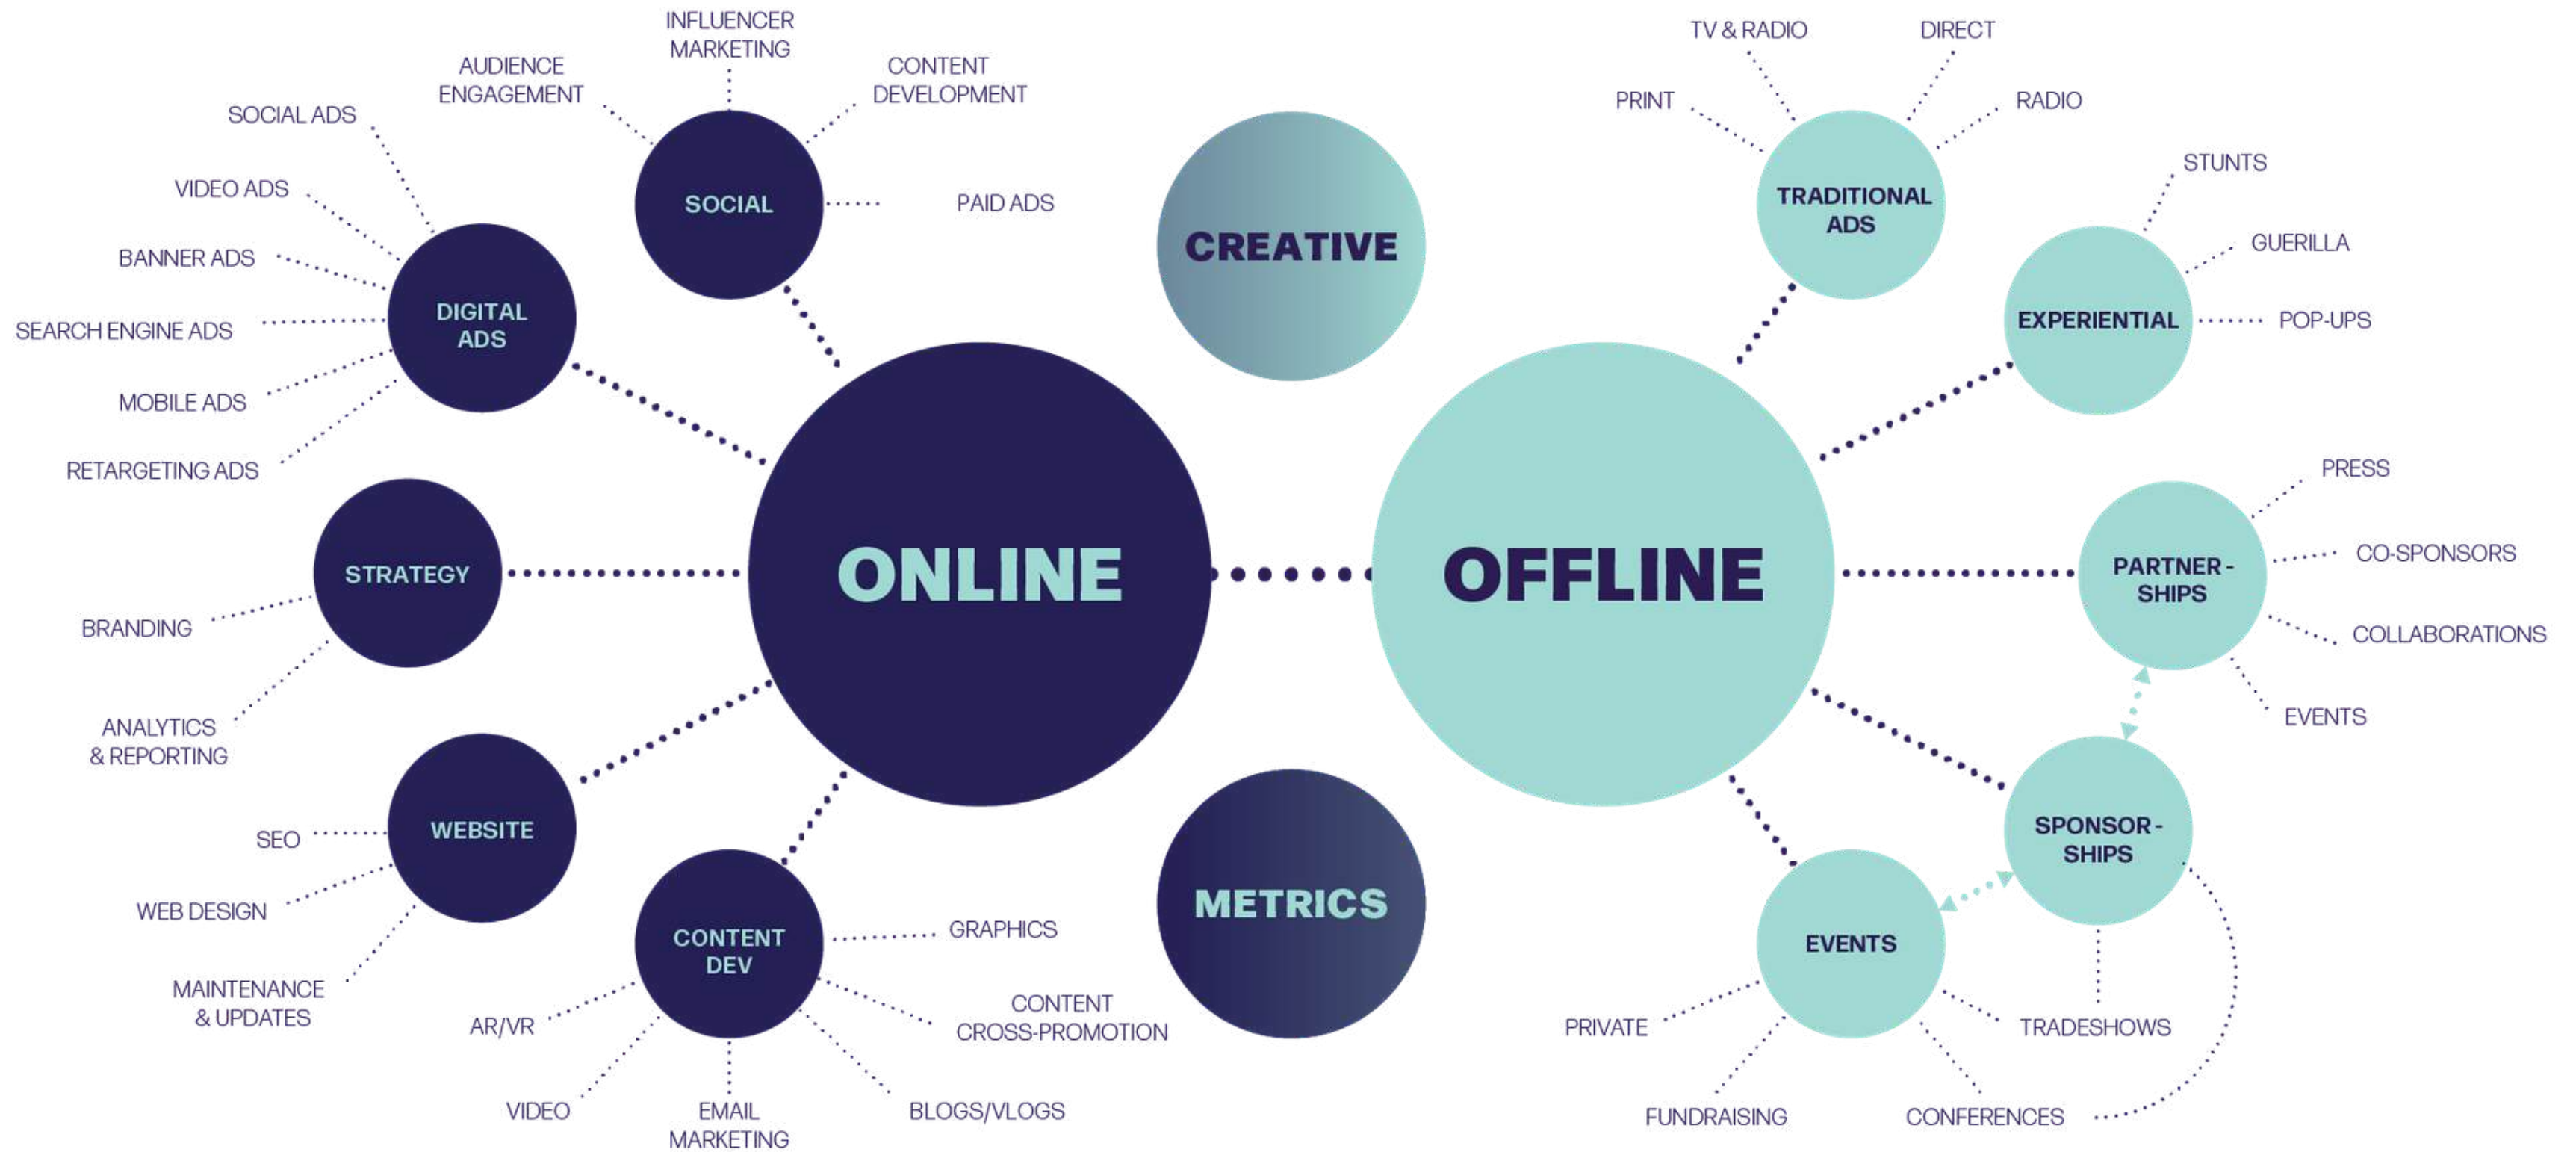 INFLUENCER
MARKETING
AUDIENCE
ENGAGEMENT
CONTENT
DEVELOPMENT
PAID ADS
SOCIAL
SOCIAL ADS
VIDEO ADS
BANNER ADS
SEARCH ENGINE ADS
MOBILE ADS
RETARGETING ADS
DIGITAL
ADS
STRATEGY
BRANDING
ANALYTICS
& REPORTING
WEBSITE
SEO
WEB DESIGN
MAINTENANCE
& UPDATES
CONTENT
DEV
GRAPHICS
CONTENT
CROSS-PROMOTION
AR/VR
VIDEO
EMAIL
MARKETING
BLOGS/VLOGS
ONLINE
CREATIVE
METRICS
OFFLINE
TV & RADIO
DIRECT
PRINT
RADIO
TRADITIONAL
ADS
STUNTS
GUERILLA
POP-UPS
EXPERIENTIAL
PRESS
CO-SPONSORS
COLLABORATIONS
EVENTS
PARTNER-
SHIPS
SPONSOR-
SHIPS
EVENTS
PRIVATE
TRADESHOWS
FUNDRAISING
CONFERENCES